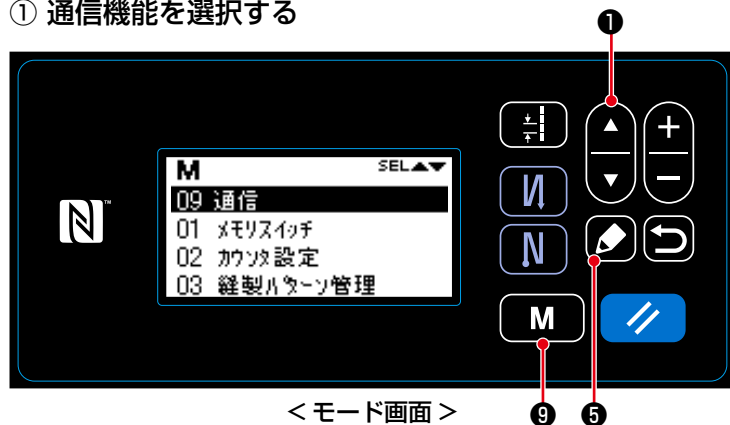 ① 通信機能を選択する
❶
M SEL▲▼
09 通信
01 メモリスイッチ
02 カウンタ設定
03 縫製パターン管理
N™
M
＜モード画面＞
❾ ❺